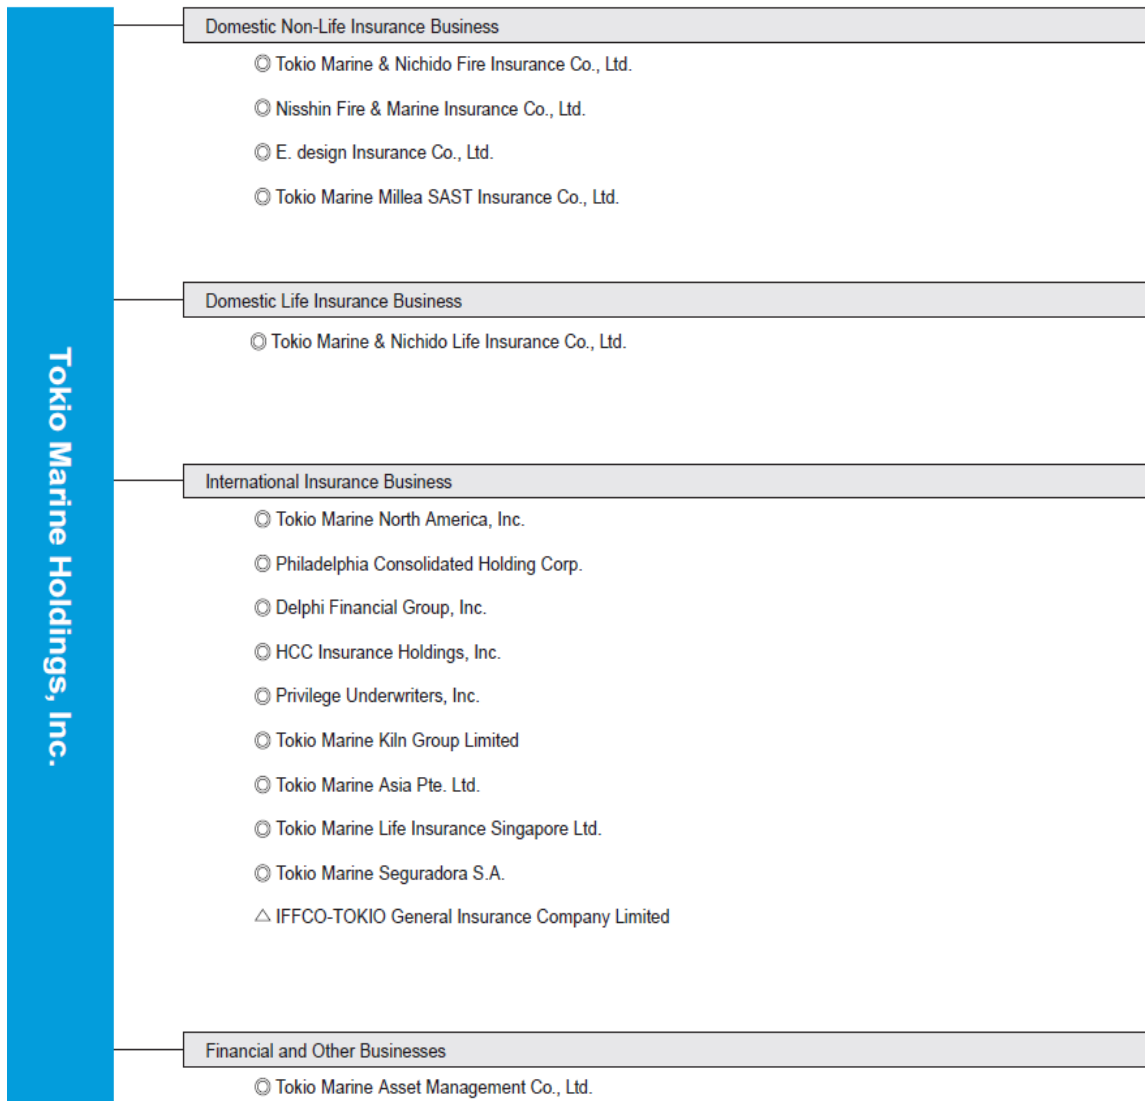 Tokio Marine Holdings, Inc.
Domestic Non-Life Insurance Business
◎ Tokio Marine & Nichido Fire Insurance Co., Ltd.
◎ Nisshin Fire & Marine Insurance Co., Ltd.
◎ E. design Insurance Co., Ltd.
◎ Tokio Marine Millea SAST Insurance Co., Ltd.
Domestic Life Insurance Business
◎ Tokio Marine & Nichido Life Insurance Co., Ltd.
International Insurance Business
◎ Tokio Marine North America, Inc.
◎ Philadelphia Consolidated Holding Corp.
◎ Delphi Financial Group, Inc.
◎ HCC Insurance Holdings, Inc.
◎ Privilege Underwriters, Inc.
◎ Tokio Marine Kiln Group Limited
◎ Tokio Marine Asia Pte. Ltd.
◎ Tokio Marine Life Insurance Singapore Ltd.
◎ Tokio Marine Seguradora S.A.
△ IFFCO-TOKIO General Insurance Company Limited
Financial and Other Businesses
◎ Tokio Marine Asset Management Co., Ltd.